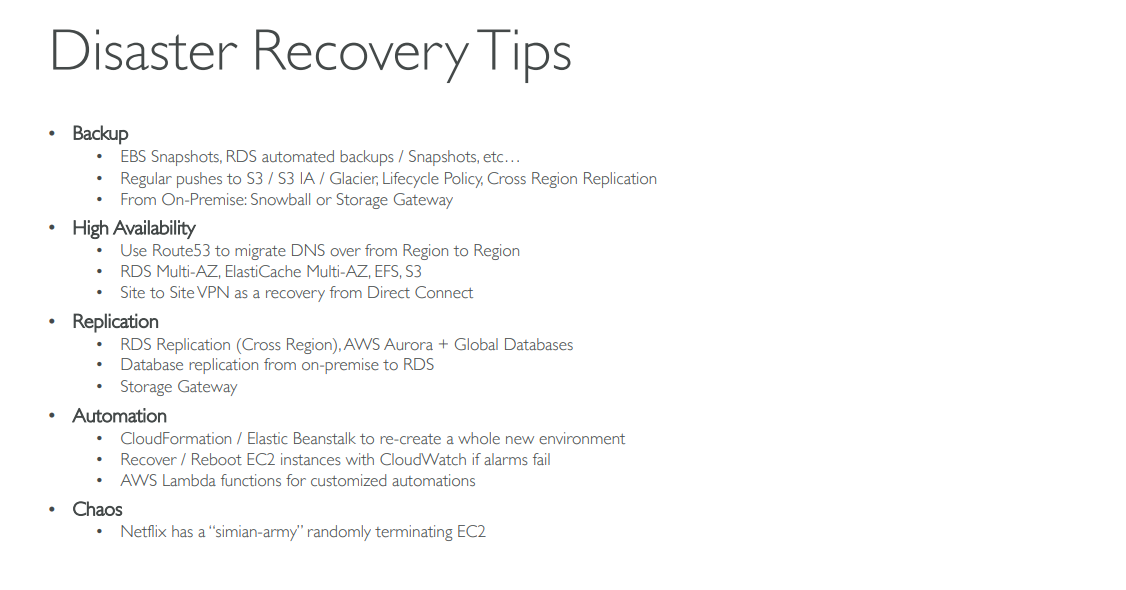 Disaster Recovery Tips
• Backup
• EBS Snapshots, RDS automated backups / Snapshots, etc…
• Regular pushes to S3 / S3 IA / Glacier, Lifecycle Policy, Cross Region Replication
• From On-Premise: Snowball or Storage Gateway
• High Availability
• Use Route53 to migrate DNS over from Region to Region
• RDS Multi-AZ, ElastiCache Multi-AZ, EFS, S3
• Site to Site VPN as a recovery from Direct Connect
• Replication
• RDS Replication (Cross Region), AWS Aurora + Global Databases
• Database replication from on-premise to RDS
• Storage Gateway
• Automation
• CloudFormation / Elastic Beanstalk to re-create a whole new environment
• Recover / Reboot EC2 instances with CloudWatch if alarms fail
• AWS Lambda functions for customized automations
• Chaos
• Netflix has a “simian-army” randomly terminating EC2